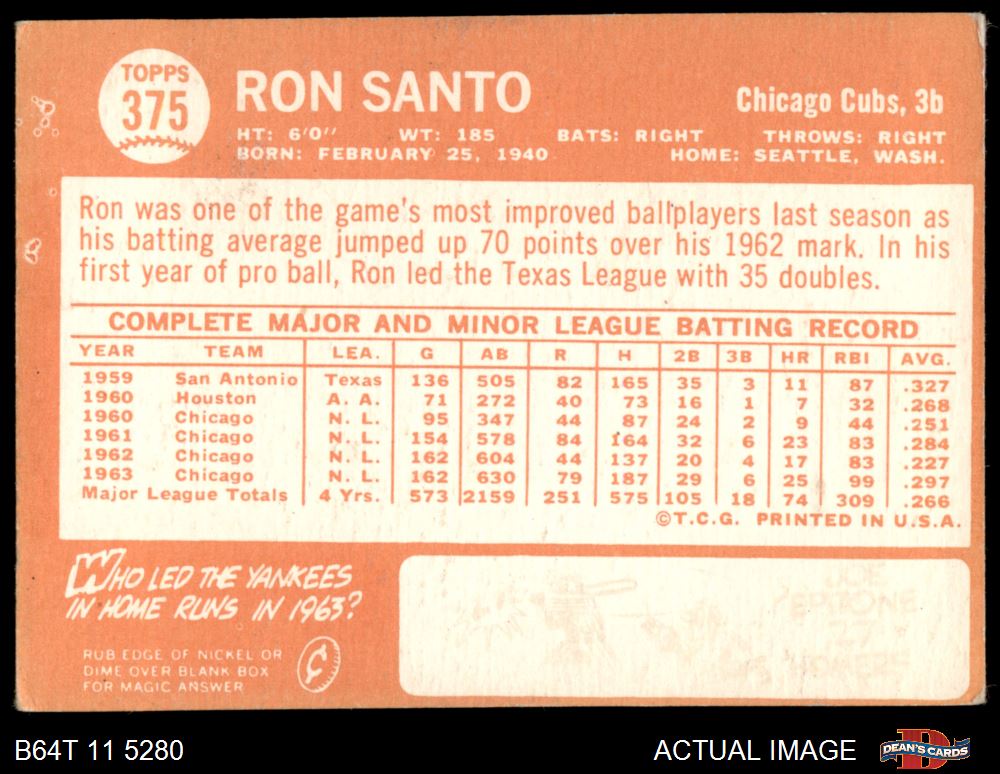 TOPPS
375
RON SANTO
Chicago Cubs, 3b
HT: 6'0" WT: 185 BATS: RIGHT THROWS: RIGHT
BORN: FEBRUARY 25, 1940 HOME: SEATTLE, WASH.
Ron was one of the game's most improved ballplayers last season as
his batting average jumped up 70 points over his 1962 mark. In his
first year of pro ball, Ron led the Texas League with 35 doubles.
COMPLETE MAJOR AND MINOR LEAGUE BATTING RECORD
YEAR TEAM LEA. G AB R H 2B 3B HR RBI AVG.
1959 San Antonio Texas 136 505 82 165 35 3 11 87 .327
1960 Houston A. A. 71 272 40 73 16 1 7 32 .268
1960 Chicago N. L. 95 347 44 87 24 2 9 44 .251
1961 Chicago N. L. 154 578 84 164 32 6 23 83 .284
1962 Chicago N. L. 162 604 44 137 20 4 17 83 .227
1963 Chicago N. L. 162 630 79 187 29 6 25 99 .297
Major League Totals 4 Yrs. 573 2159 251 575 105 18 74 309 .266
©T.C.G. PRINTED IN U.S.A.
WHO LED THE YANKEES
IN HOME RUNS IN 1963?
RUB EDGE OF NICKEL OR
DIME OVER BLANK BOX
FOR MAGIC ANSWER
JOE
PEPITONE
27
B64T 11 5280
ACTUAL IMAGE
DEAN'S CARDS